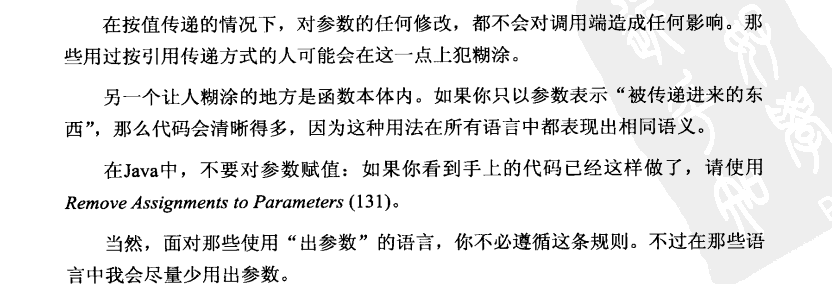 在按值传递的情况下，对参数的任何修改，都不会对调用端造成任何影响。那
些用过按引用传递方式的人可能会在这一点上犯糊涂。
另一个让人糊涂的地方是函数本体内。如果你只以参数表示“被传递进来的东
西”，那么代码会清晰得多，因为这种用法在所有语言中都表现出相同语义。
在Java中，不要对参数赋值：如果你看到手上的代码已经这样做了，请使用
Remove Assignments to Parameters (131)。
当然，面对那些使用“出参数”的语言，你不必遵循这条规则。不过在那些语
言中我会尽量少用出参数。